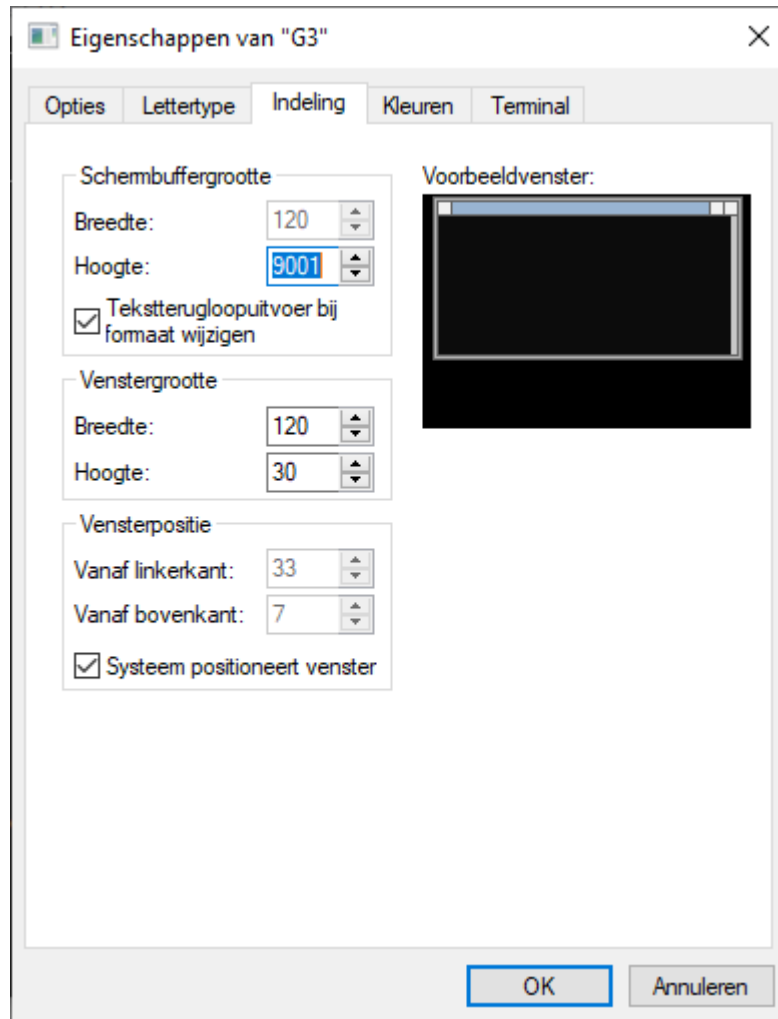 Eigenschappen van "G3"
Opties Lettertype Indeling Kleuren Terminal
Schermbuffergrootte
Breedte: 120
Hoogte: 9001
Tekstterugloopuitvoer bij
formaat wijzigen
Venstergrootte
Breedte: 120
Hoogte: 30
Vensterpositie
Vanaf linkerkant: 33
Vanaf bovenkant: 7
Systeem positioneert venster
Voorbeeldvenster:
OK Annuleren